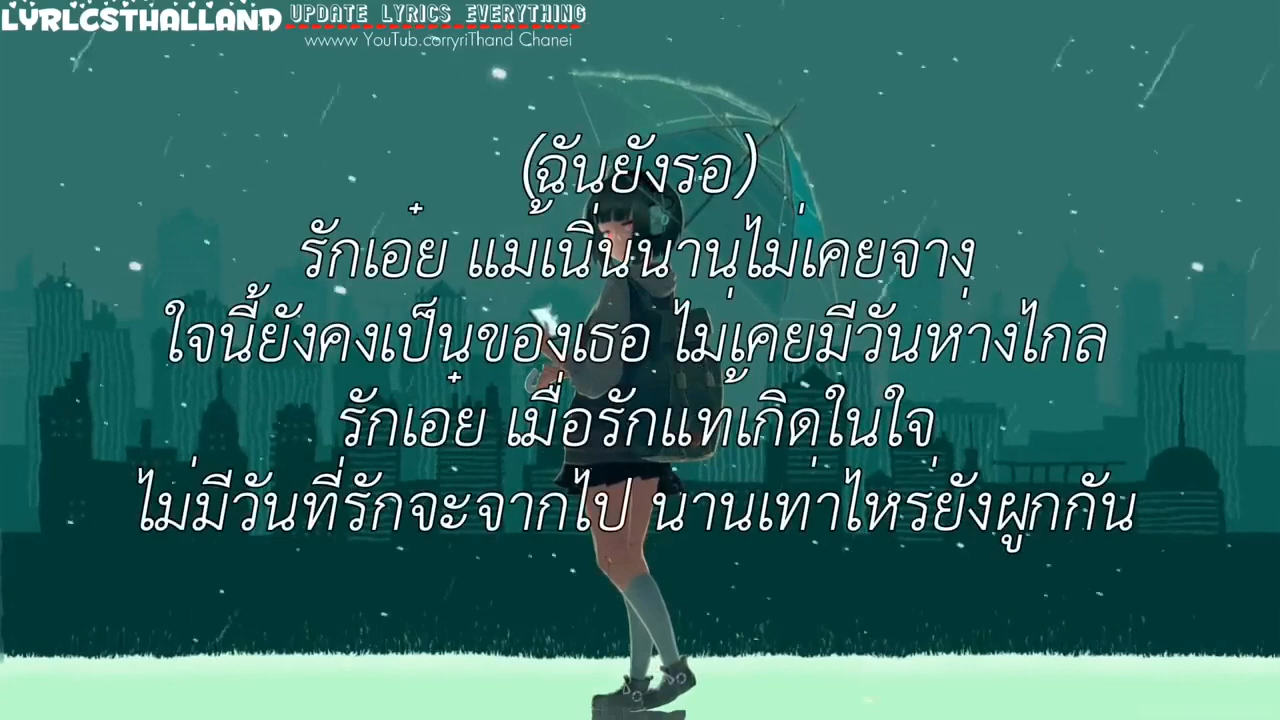 LYRLCSTHALLAND UPDATE LYRICS EVERYTHING
wwww YouTub.corryriThand Chanei
(ฉันยังรอ)
รักเอ๋ย แม้เนิ่นนานไม่เคยจาง
ใจนี้ยังคงเป็นของเธอ ไม่เคยมีวันห่างไกล
รักเอ๋ย เมื่อรักแท้เกิดในใจ
ไม่มีวันที่รักจะจากไป นานเท่าไหร่ยังผูกกัน